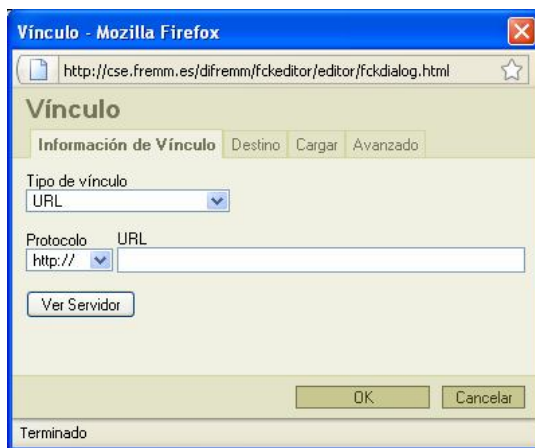 Vínculo - Mozilla Firefox
http://cse.fremm.es/difremm/fckeditor/editor/fckdialog.html
Vínculo
Información de Vínculo Destino Cargar Avanzado
Tipo de vínculo
URL
Protocolo URL
http://
Ver Servidor
OK Cancelar
Terminado